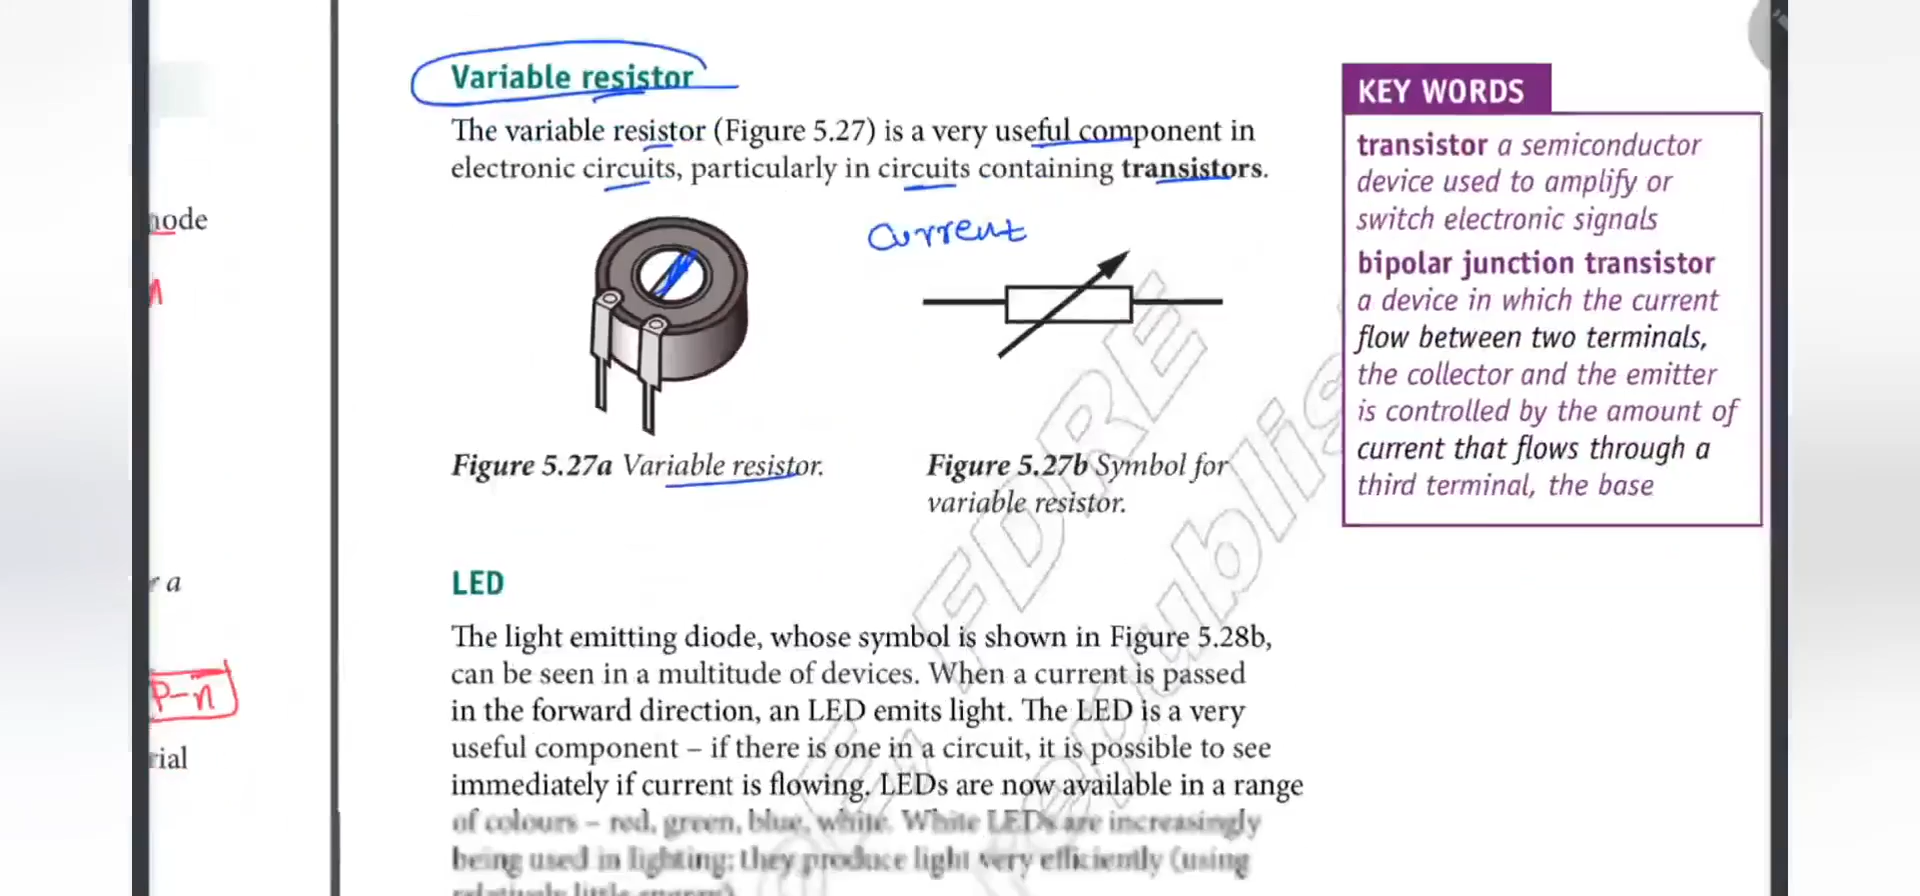 Variable resistor
The variable resistor (Figure 5.27) is a very useful component in
electronic circuits, particularly in circuits containing transistors.
node
current
Figure 5.27a Variable resistor.
Figure 5.27b Symbol for
variable resistor.
KEY WORDS
transistor a semiconductor
device used to amplify or
switch electronic signals
bipolar junction transistor
a device in which the current
flow between two terminals,
the collector and the emitter
is controlled by the amount of
current that flows through a
third terminal, the base
LED
r a
The light emitting diode, whose symbol is shown in Figure 5.28b,
can be seen in a multitude of devices. When a current is passed
in the forward direction, an LED emits light. The LED is a very
useful component – if there is one in a circuit, it is possible to see
immediately if current is flowing. LEDs are now available in a range
of colours – red, green, blue, white. White LEDs are increasingly
being used in lighting; they produce light very efficiently (using
relatively little energy).
P-n
rial
FDRE